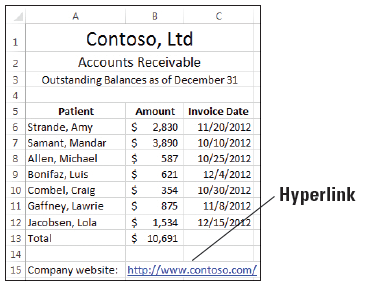 A B C
1 Contoso, Ltd
2 Accounts Receivable
3 Outstanding Balances as of December 31
4
5 Patient Amount Invoice Date
6 Strande, Amy $ 2,830 11/20/2012
7 Samant, Mandar $ 3,890 10/10/2012
8 Allen, Michael $ 587 10/25/2012
9 Bonifaz, Luis $ 621 12/4/2012
10 Combel, Craig $ 354 10/30/2012
11 Gaffney, Lawrie $ 875 11/8/2012
12 Jacobsen, Lola $ 1,534 12/15/2012
13 Total $ 10,691
14
15 Company website: http://www.contoso.com/
Hyperlink